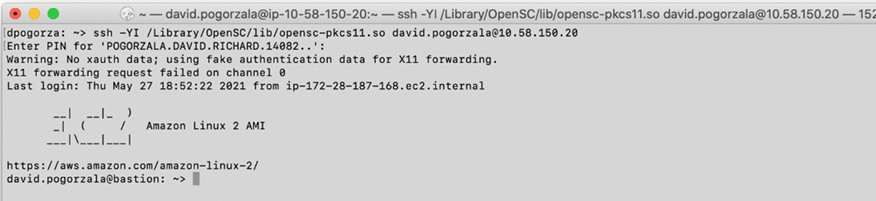 ~ — david.pogorzala@ip-10-58-150-20:~ — ssh -YI /Library/OpenSC/lib/opensc-pkcs11.so david.pogorzala@10.58.150.20 — 152
[dpogorza: ~> ssh -YI /Library/OpenSC/lib/opensc-pkcs11.so david.pogorzala@10.58.150.20
[Enter PIN for 'POGORZALA.DAVID.RICHARD.14082..':
Warning: No xauth data; using fake authentication data for X11 forwarding.
X11 forwarding request failed on channel 0
Last login: Thu May 27 18:52:22 2021 from ip-172-28-187-168.ec2.internal
__|  __|_  )
_|  (     /   Amazon Linux 2 AMI
___|\___|___|
https://aws.amazon.com/amazon-linux-2/
david.pogorzala@bastion: ~>